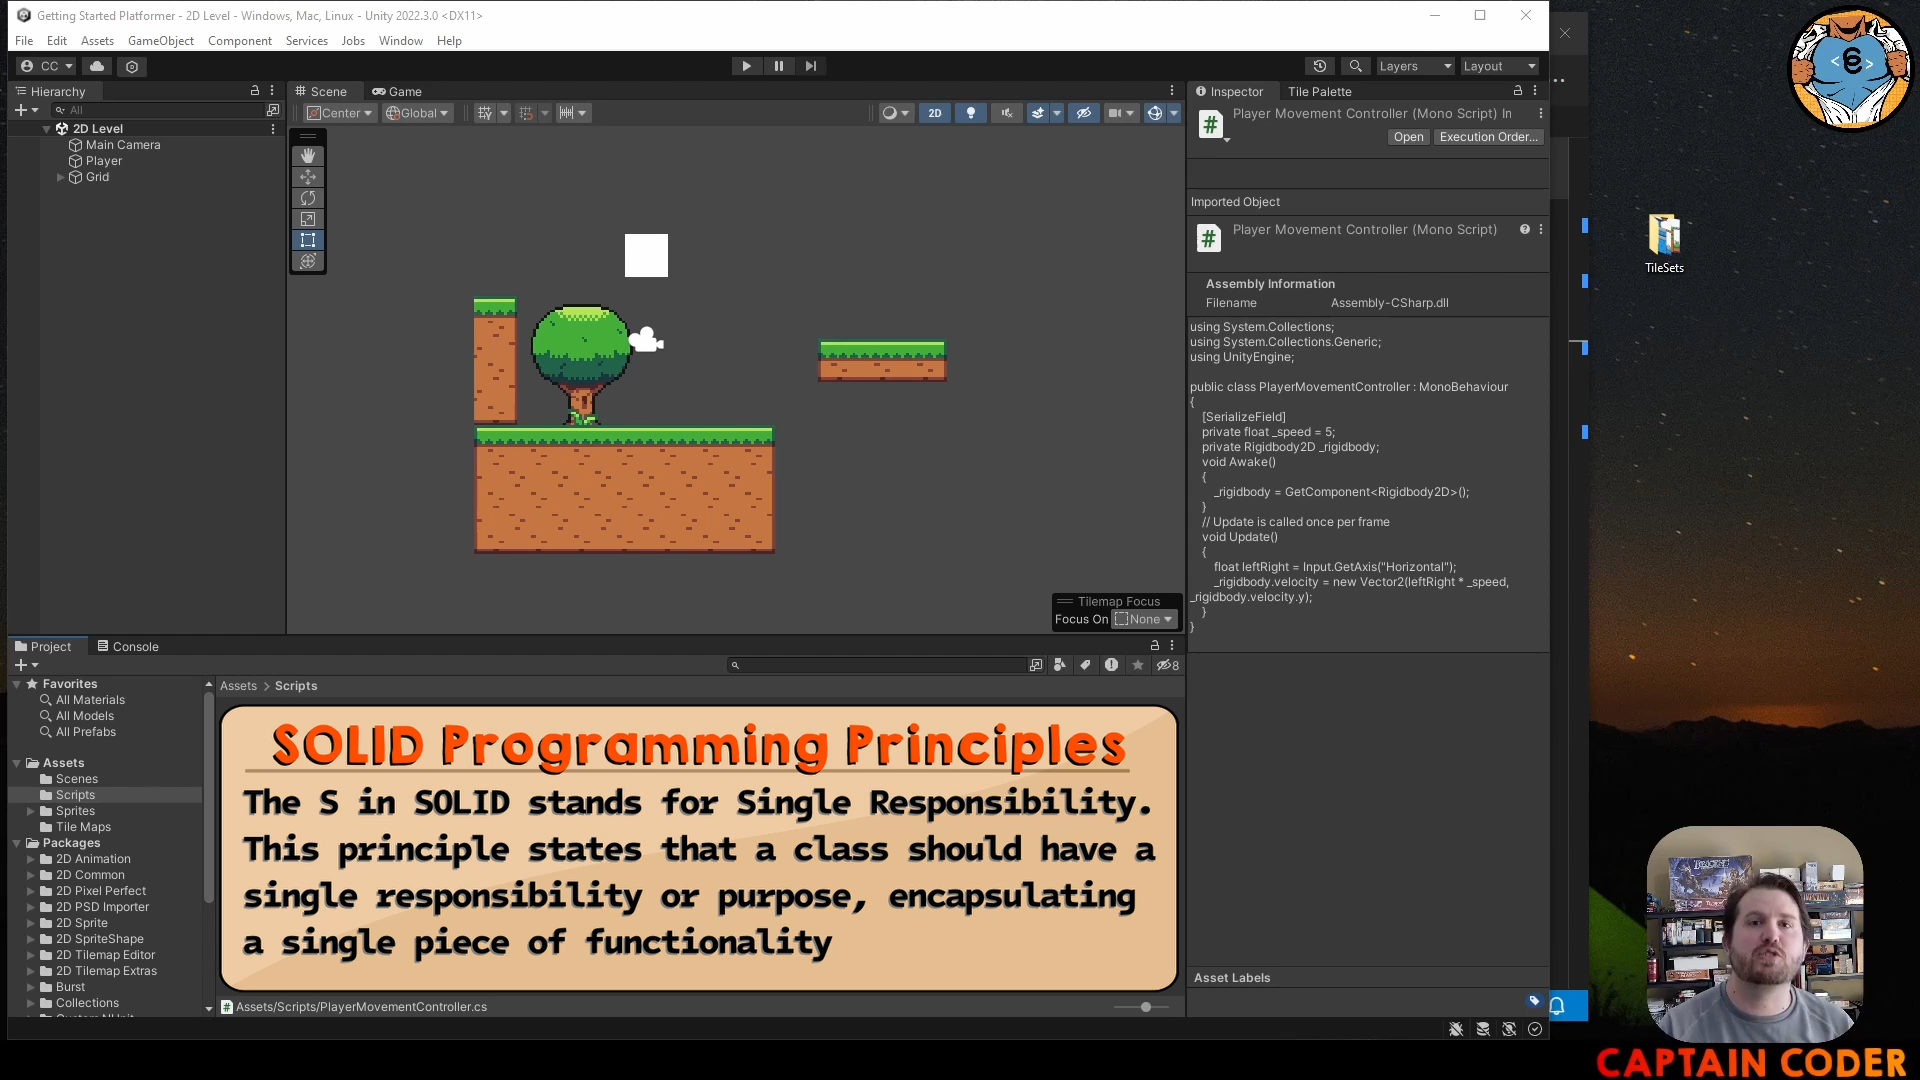 Getting Started Platformer - 2D Level - Windows, Mac, Linux - Unity 2022.3.0 <DX11>
File Edit Assets GameObject Component Services Jobs Window Help
CC
Layers Layout
Hierarchy
All
2D Level
Main Camera
Player
Grid
Scene Game
Center Global
2D
Tilemap Focus
Focus On None
Inspector Tile Palette
Player Movement Controller (Mono Script) In
Open Execution Order...
Imported Object
Player Movement Controller (Mono Script)
Assembly Information
Filename Assembly-CSharp.dll
using System.Collections;
using System.Collections.Generic;
using UnityEngine;
public class PlayerMovementController : MonoBehaviour
{
[SerializeField]
private float _speed = 5;
private Rigidbody2D _rigidbody;
void Awake()
{
_rigidbody = GetComponent<Rigidbody2D>();
}
// Update is called once per frame
void Update()
{
float leftRight = Input.GetAxis("Horizontal");
_rigidbody.velocity = new Vector2(leftRight * _speed,
_rigidbody.velocity.y);
}
}
Asset Labels
Project Console
8
Favorites
All Materials
All Models
All Prefabs
Assets
Scenes
Scripts
Sprites
Tile Maps
Packages
2D Animation
2D Common
2D Pixel Perfect
2D PSD Importer
2D Sprite
2D SpriteShape
2D Tilemap Editor
2D Tilemap Extras
Burst
Collections
Assets > Scripts
SOLID Programming Principles
The S in SOLID stands for Single Responsibility.
This principle states that a class should have a
single responsibility or purpose, encapsulating
a single piece of functionality
Assets/Scripts/PlayerMovementController.cs
TileSets
CAPTAIN CODER